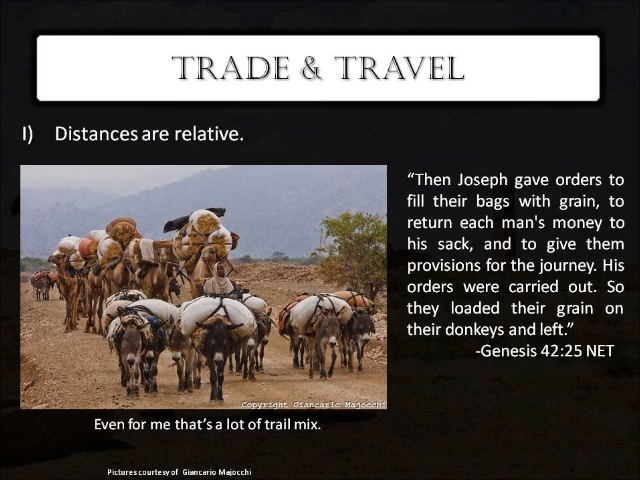 TRADE & TRAVEL
I) Distances are relative.
“Then Joseph gave orders to
fill their bags with grain, to
return each man's money to
his sack, and to give them
provisions for the journey. His
orders were carried out. So
they loaded their grain on
their donkeys and left.”
-Genesis 42:25 NET
Copyright Giancarlo Majocchi
Even for me that’s a lot of trail mix.
Pictures courtesy of Giancario Majocchi